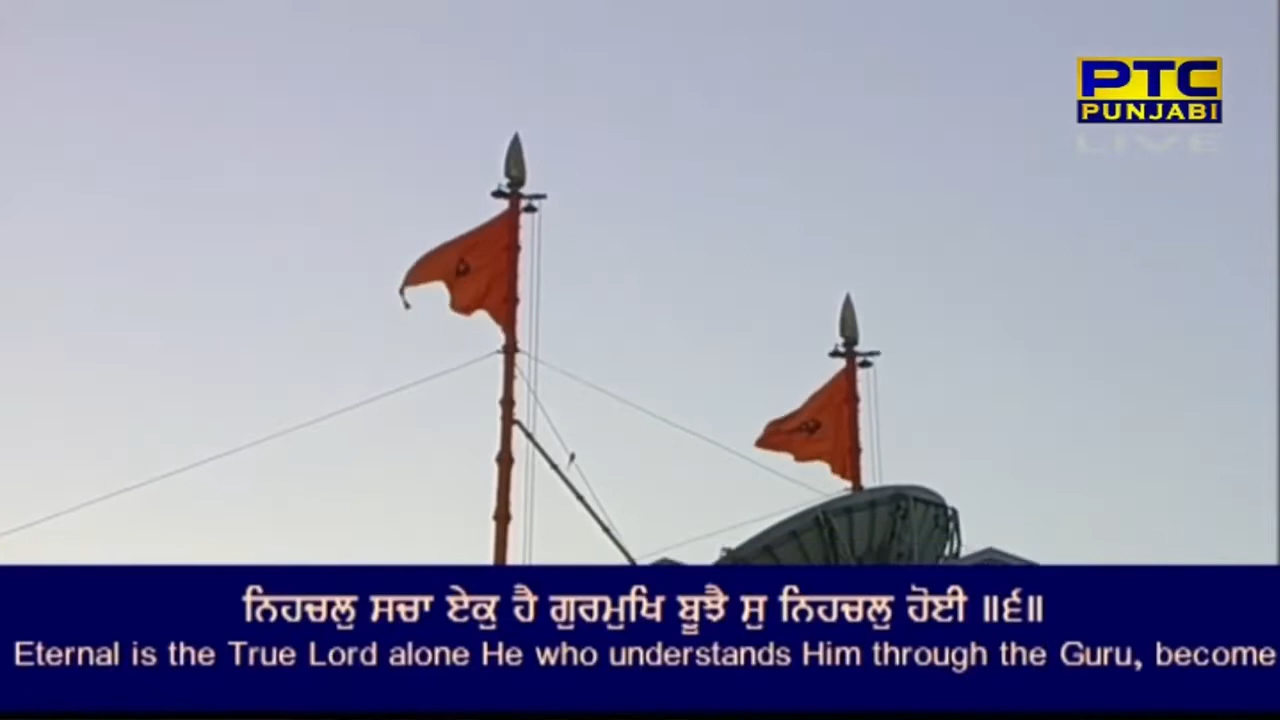 PTC
PUNJABI
LIVE
ਨਿਹਚਲੁ ਸਚਾ ਏਕੁ ਹੈ ਗੁਰਮੁਖਿ ਬੂਝੈ ਸੁ ਨਿਹਚਲੁ ਹੋਈ ॥੬॥
Eternal is the True Lord alone He who understands Him through the Guru, become